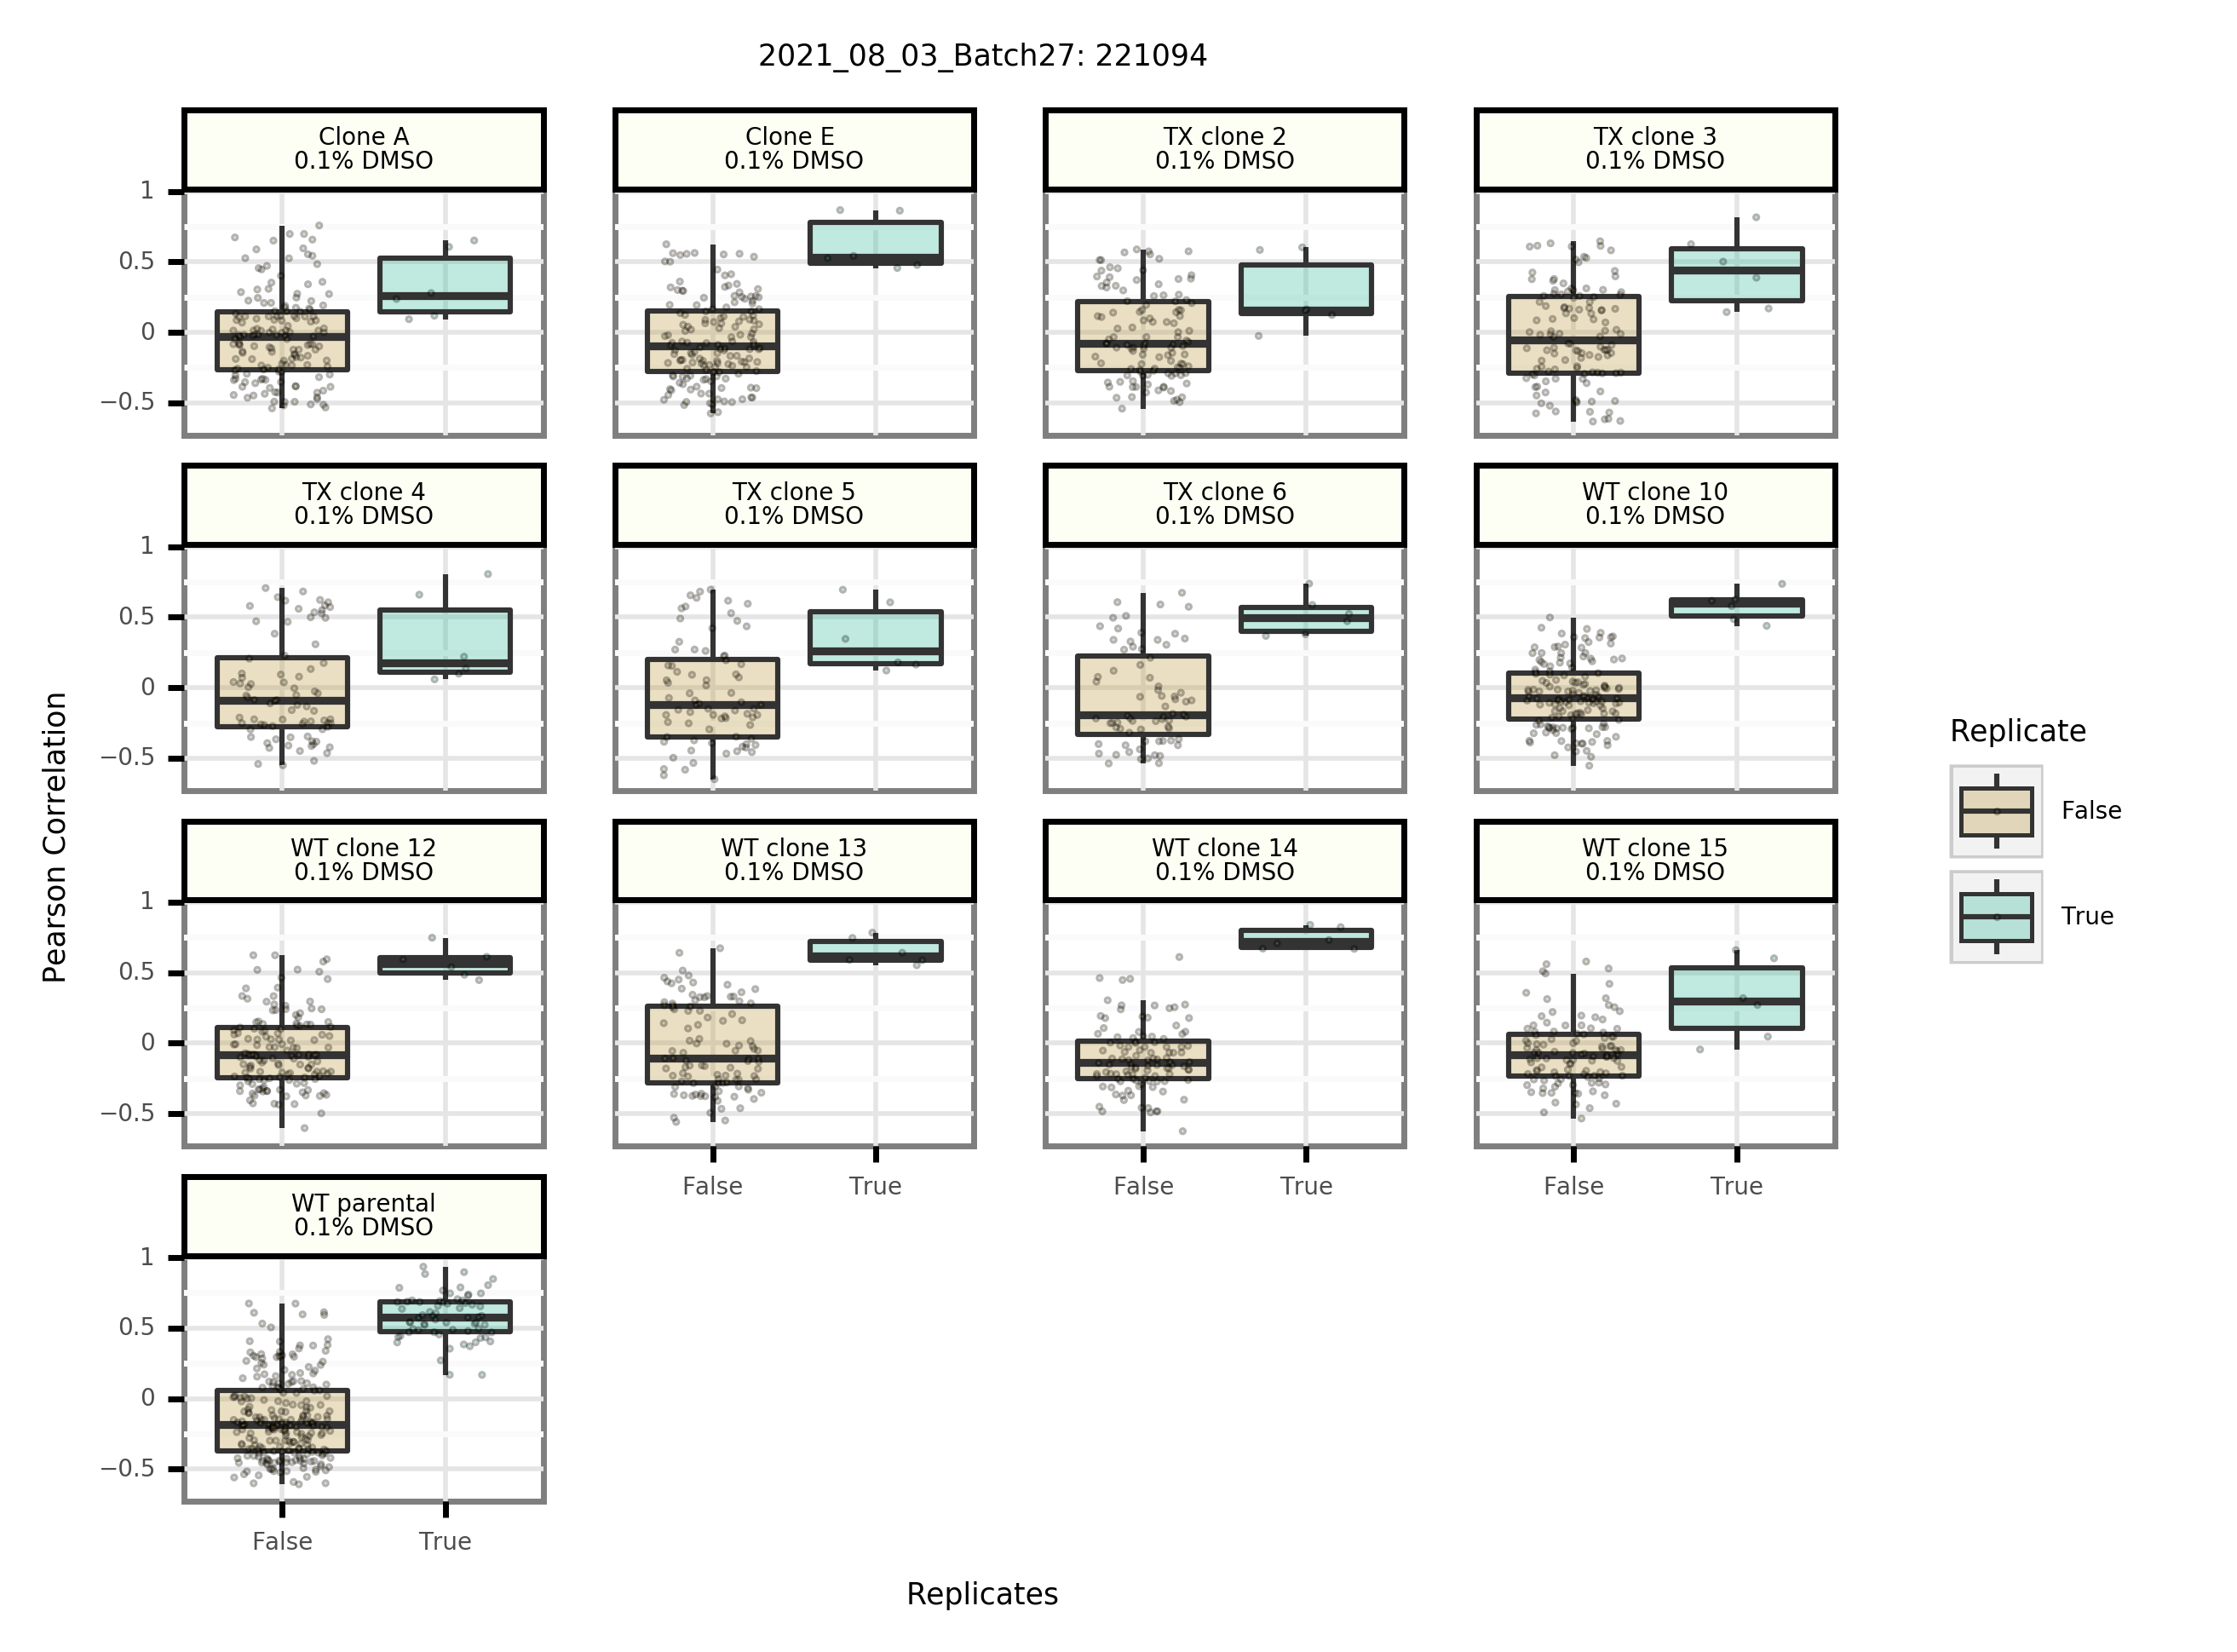 2021_08_03_Batch27: 221094
Clone A
0.1% DMSO
Clone E
0.1% DMSO
TX clone 2
0.1% DMSO
TX clone 3
0.1% DMSO
1
0.5
0
−0.5
TX clone 4
0.1% DMSO
TX clone 5
0.1% DMSO
TX clone 6
0.1% DMSO
WT clone 10
0.1% DMSO
1
0.5
0
−0.5
WT clone 12
0.1% DMSO
WT clone 13
0.1% DMSO
WT clone 14
0.1% DMSO
WT clone 15
0.1% DMSO
1
0.5
0
−0.5
False True
False True
False True
WT parental
0.1% DMSO
1
0.5
0
−0.5
False True
Replicates
Pearson Correlation
Replicate
False
True